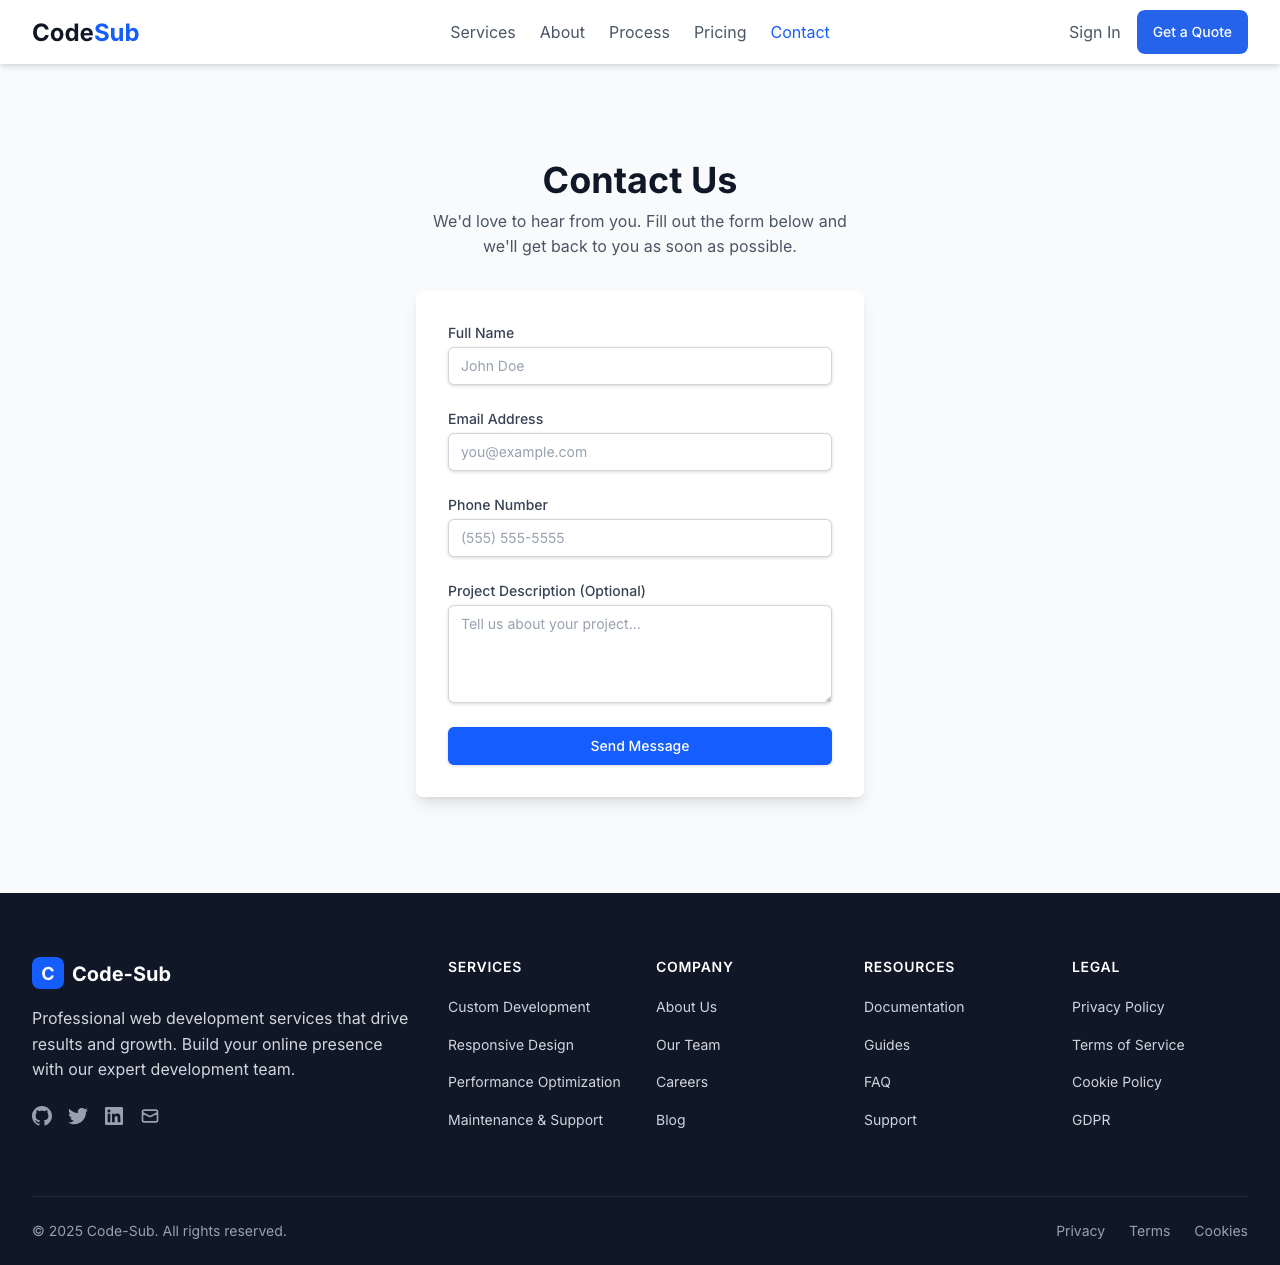 CodeSub
Services About Process Pricing Contact
Sign In Get a Quote
Contact Us
We'd love to hear from you. Fill out the form below and
we'll get back to you as soon as possible.
Full Name
John Doe
Email Address
you@example.com
Phone Number
(555) 555-5555
Project Description (Optional)
Tell us about your project...
Send Message
C Code-Sub
Professional web development services that drive
results and growth. Build your online presence
with our expert development team.
SERVICES
Custom Development
Responsive Design
Performance Optimization
Maintenance & Support
COMPANY
About Us
Our Team
Careers
Blog
RESOURCES
Documentation
Guides
FAQ
Support
LEGAL
Privacy Policy
Terms of Service
Cookie Policy
GDPR
© 2025 Code-Sub. All rights reserved.
Privacy Terms Cookies